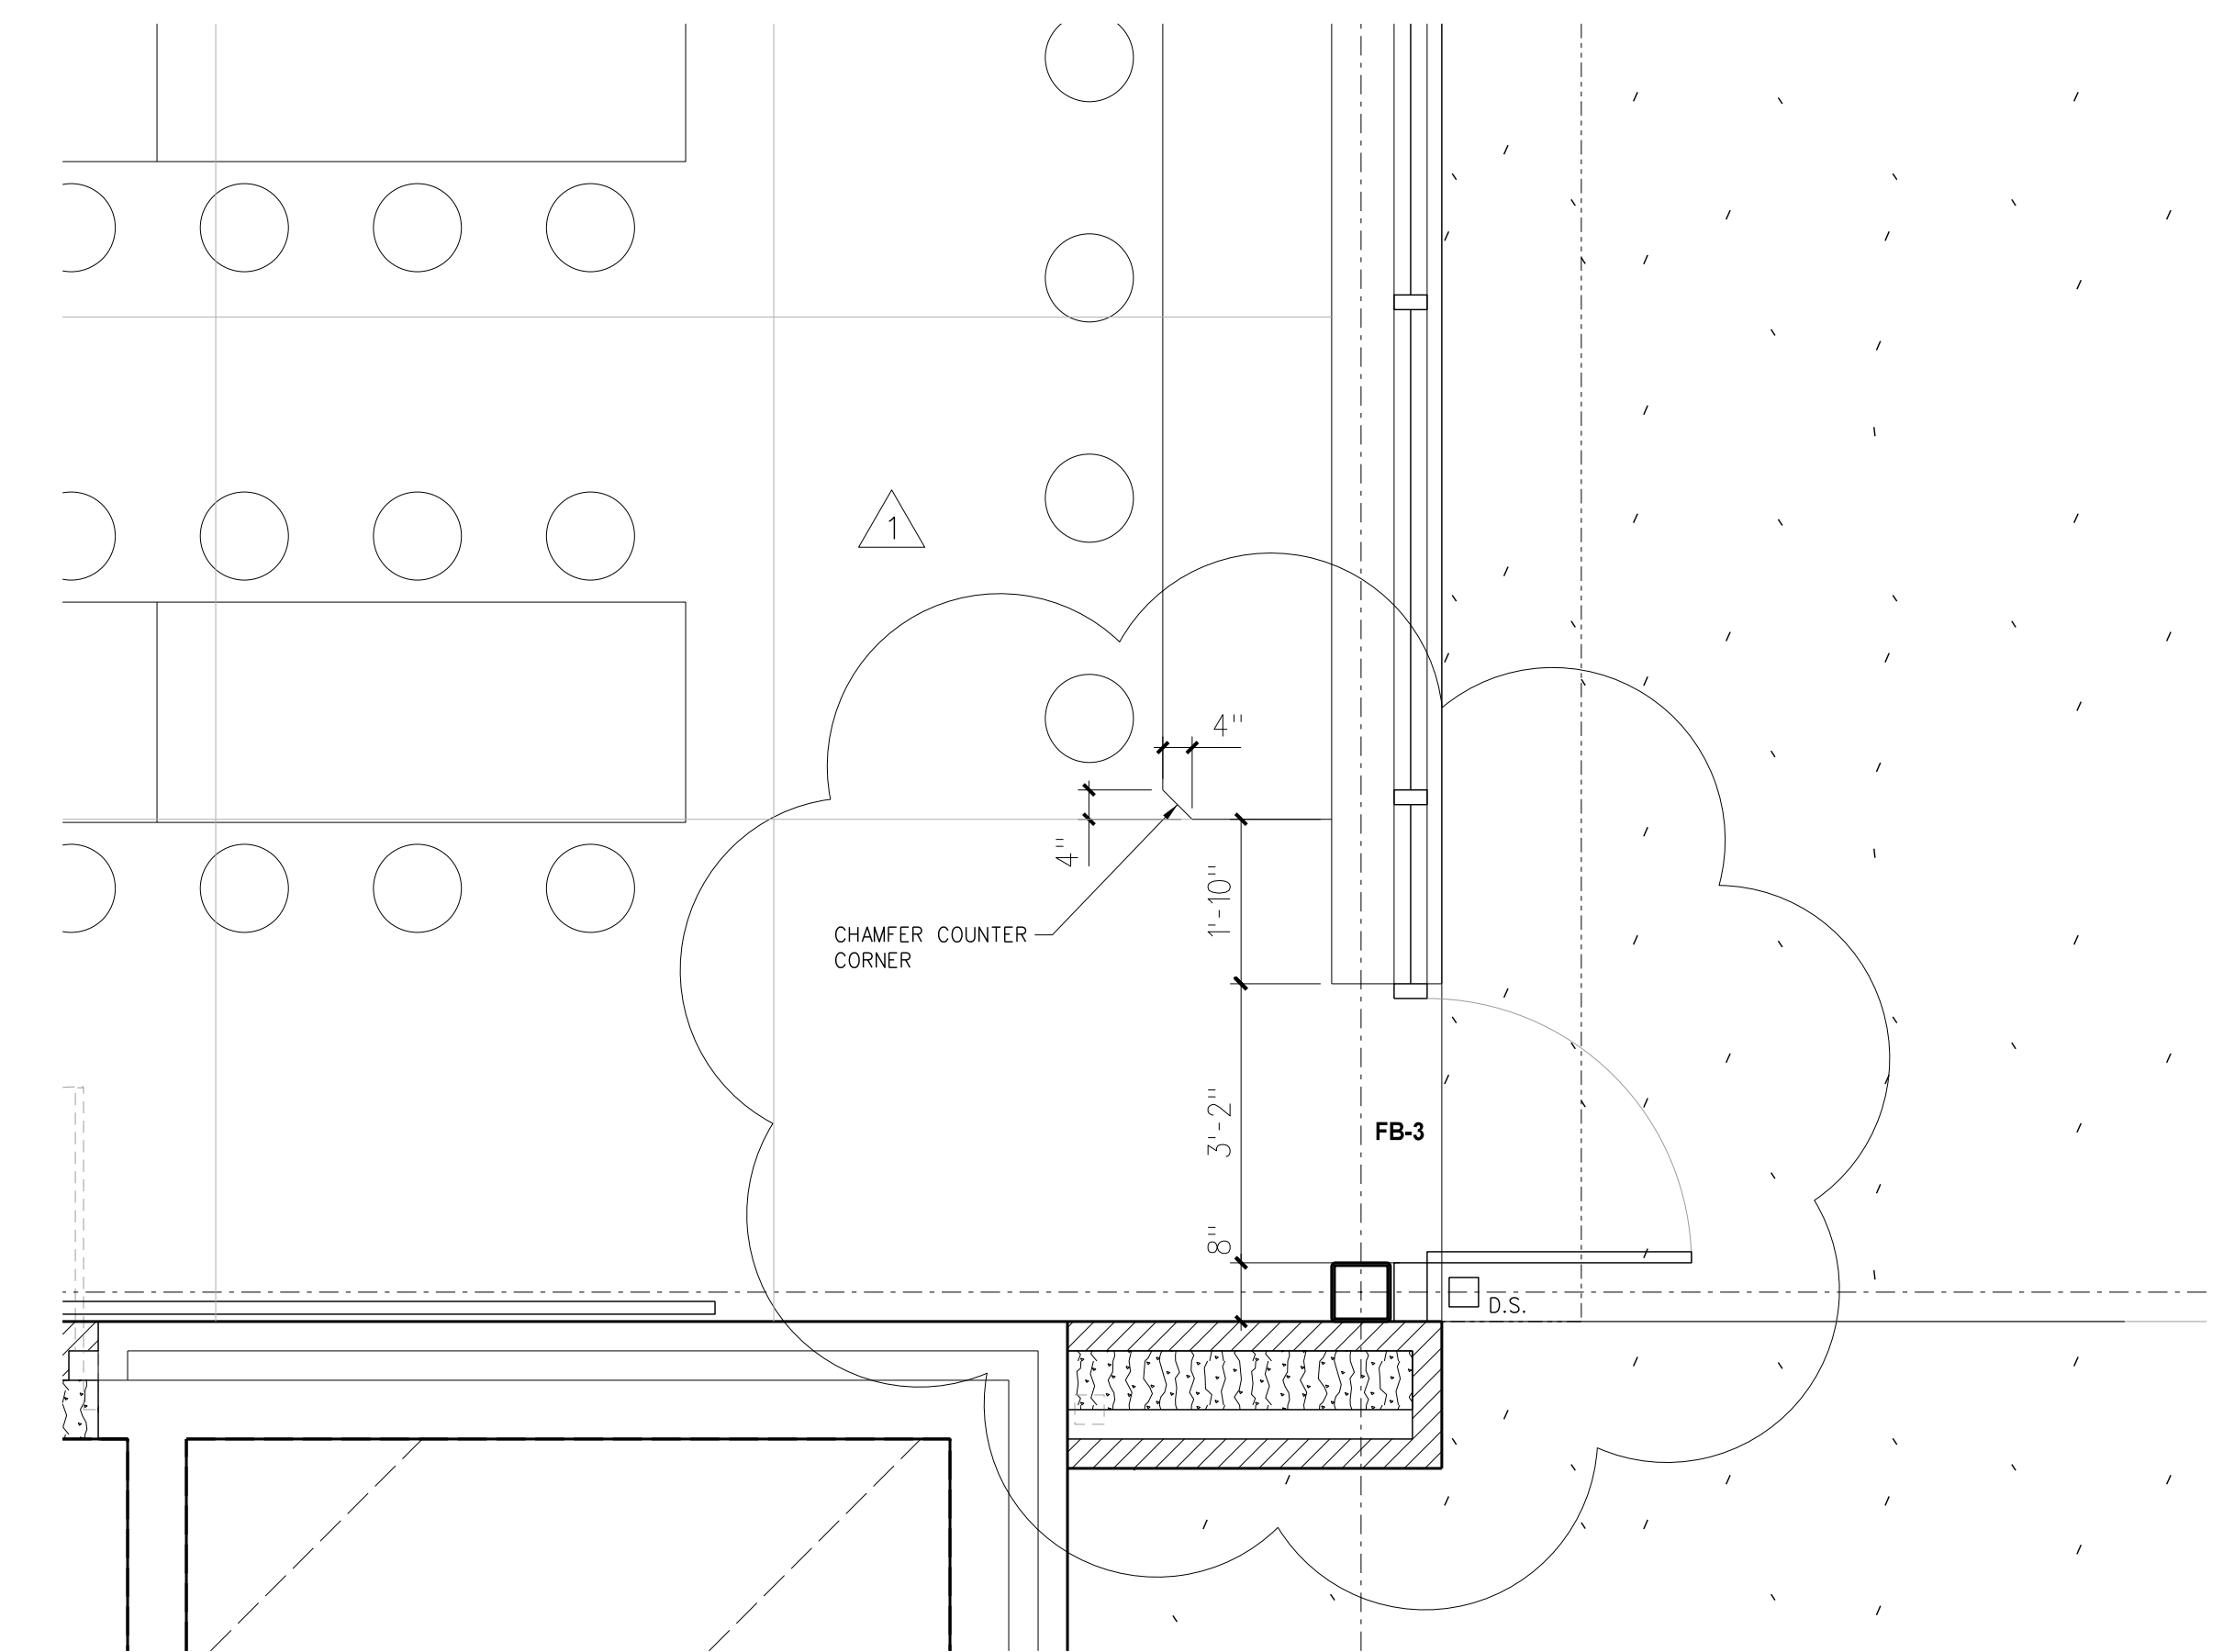 1
4"
4"
1'-10"
CHAMFER COUNTER
CORNER
3'-2"
FB-3
8"
D.S.